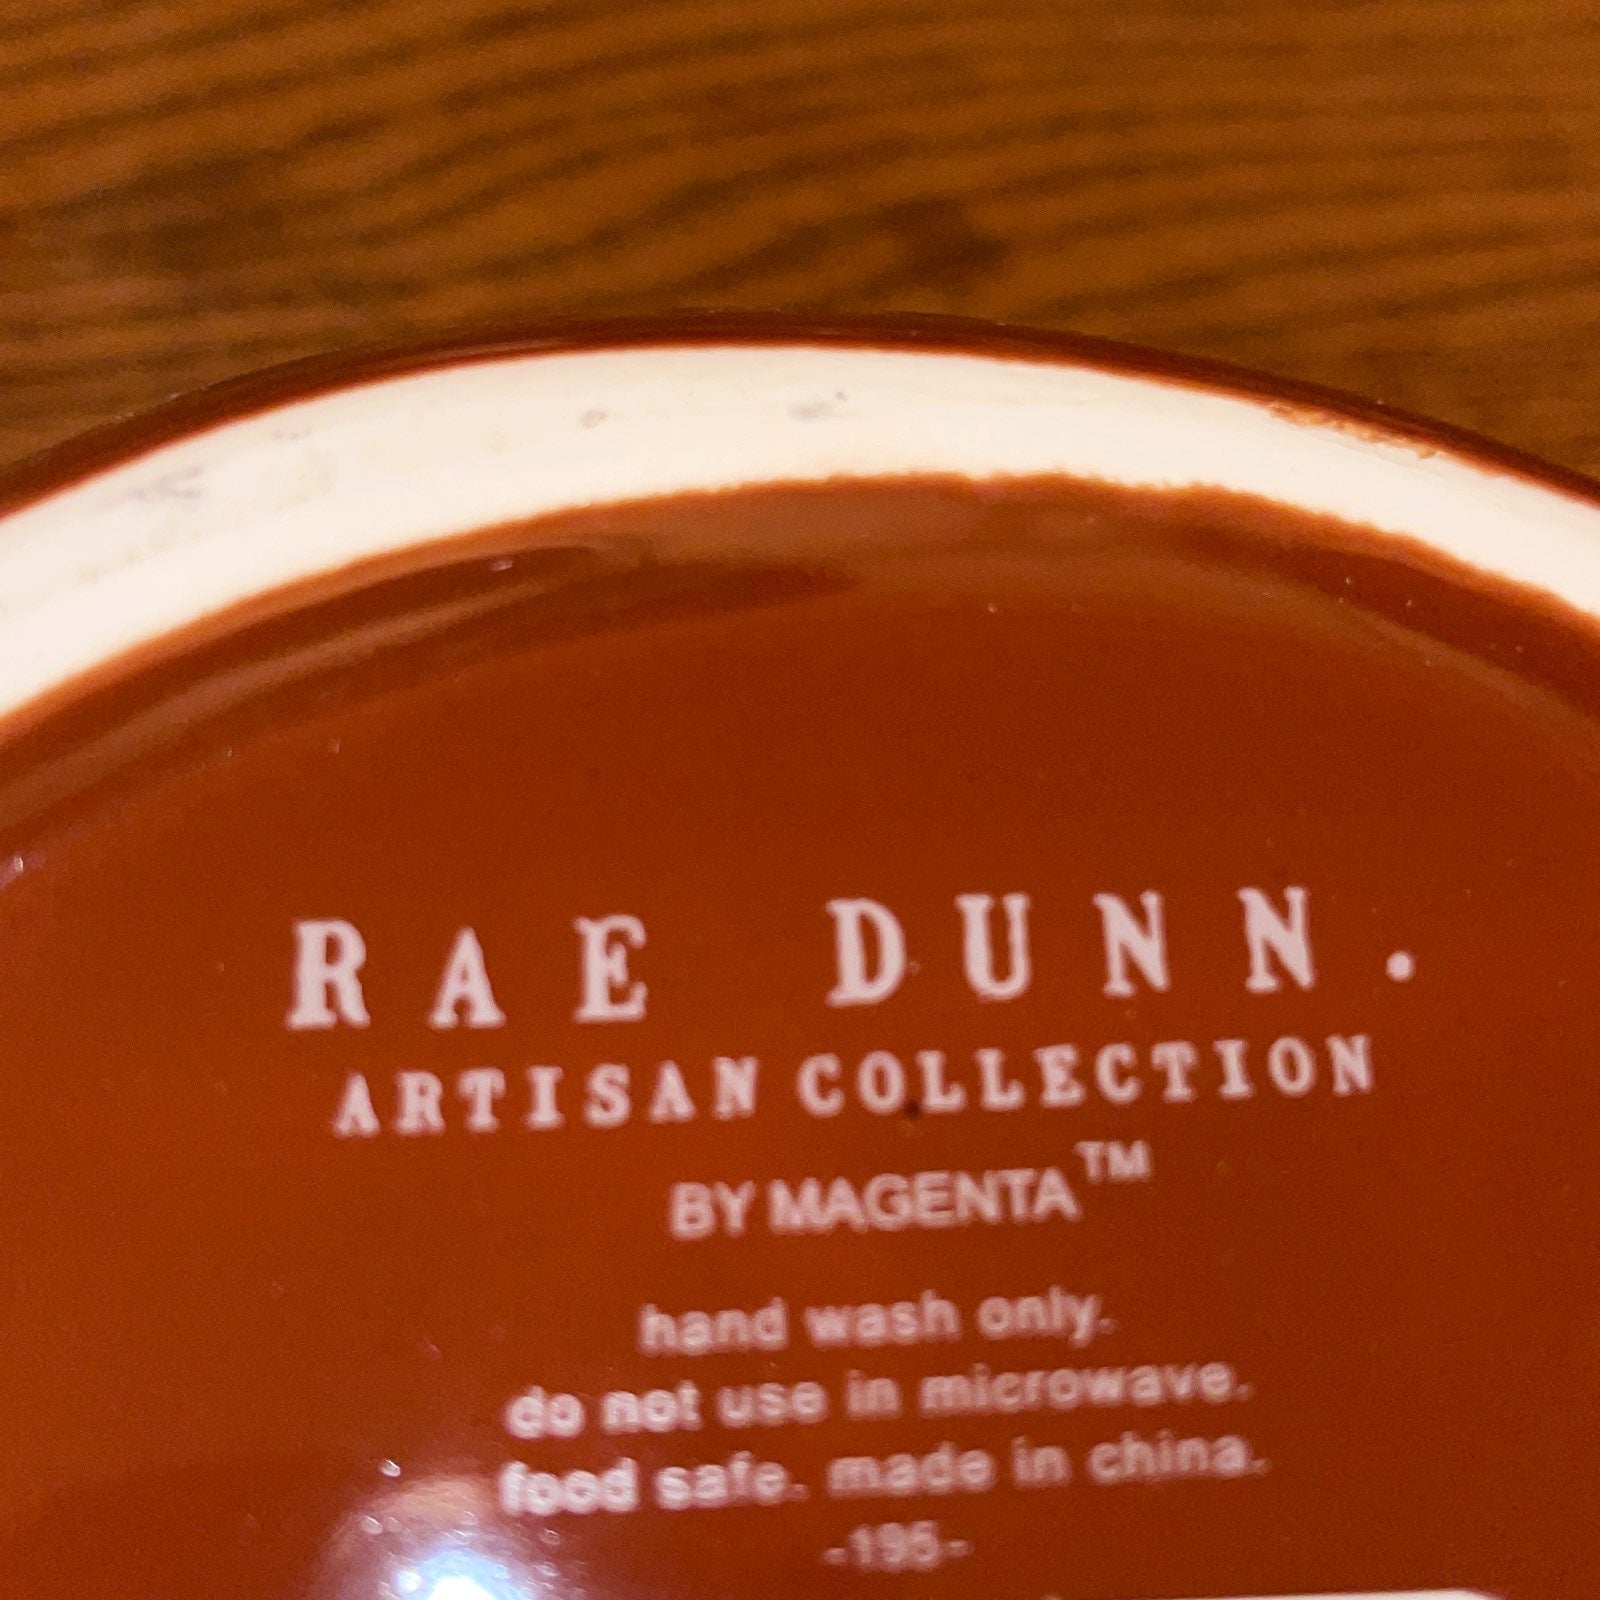 RAE DUNN.
ARTISAN COLLECTION
BY MAGENTA™
hand wash only.
do not use in microwave.
food safe. made in china.
-195-